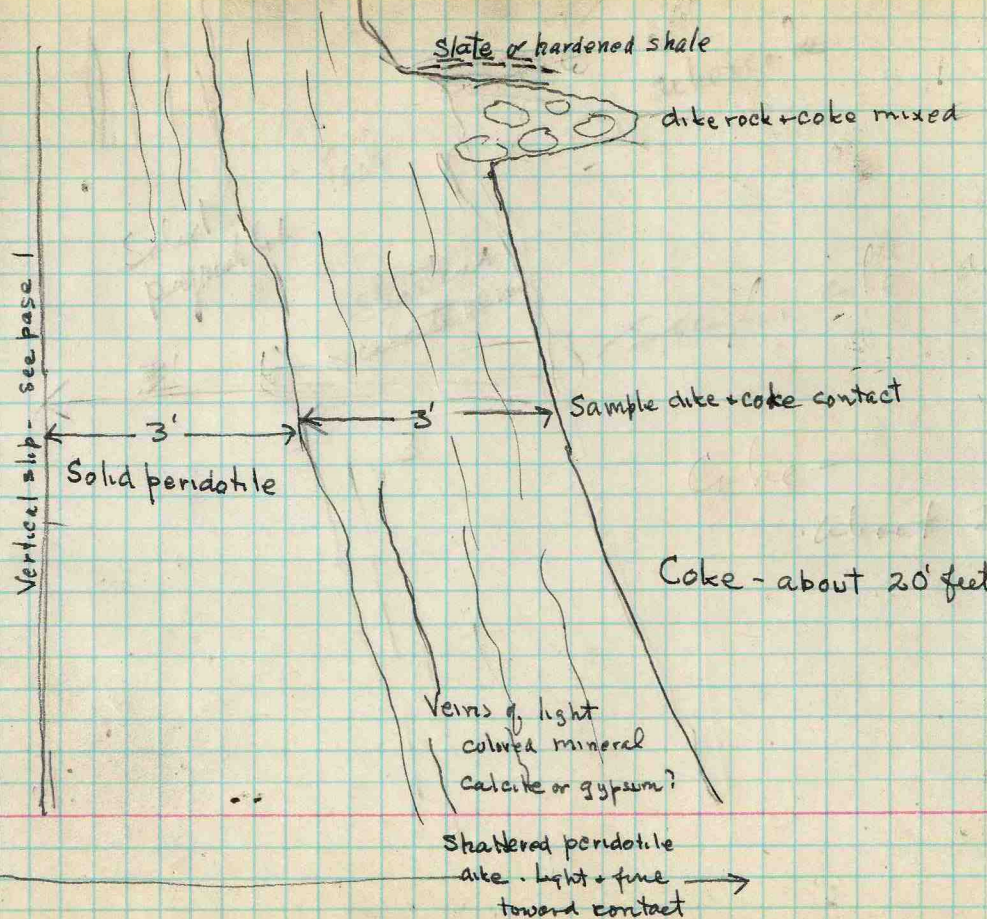 Slate or hardened shale
dike rock + coke mixed
Vertical slip - see page 1
3'
3'
Sample dike + coke contact
Solid peridotite
Coke - about 20' feet
Veins of light
colored mineral
calcite or gypsum?
Shattered peridotite
dike. Light + fine
toward contact